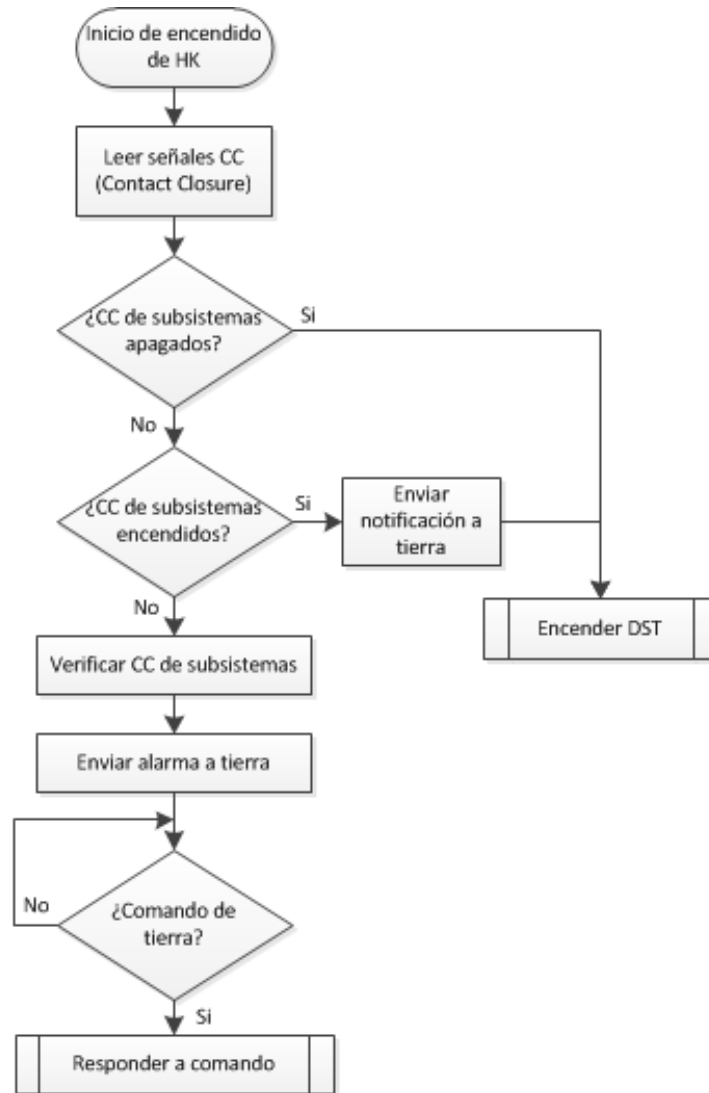 Inicio de encendido
de HK
Leer señales CC
(Contact Closure)
¿CC de subsistemas
apagados?
Si
No
¿CC de subsistemas
encendidos?
Si
Enviar
notificación a
tierra
No
Encender DST
Verificar CC de subsistemas
Enviar alarma a tierra
¿Comando de
tierra?
No
Si
Responder a comando